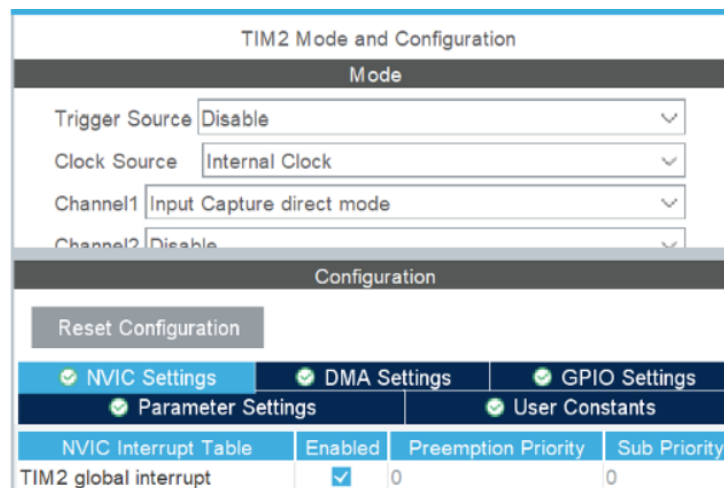 TIM2 Mode and Configuration
Mode
Trigger Source Disable
Clock Source Internal Clock
Channel1 Input Capture direct mode
Channel2 Disable
Configuration
Reset Configuration
NVIC Settings DMA Settings GPIO Settings
Parameter Settings User Constants
NVIC Interrupt Table Enabled Preemption Priority Sub Priority
TIM2 global interrupt 0 0